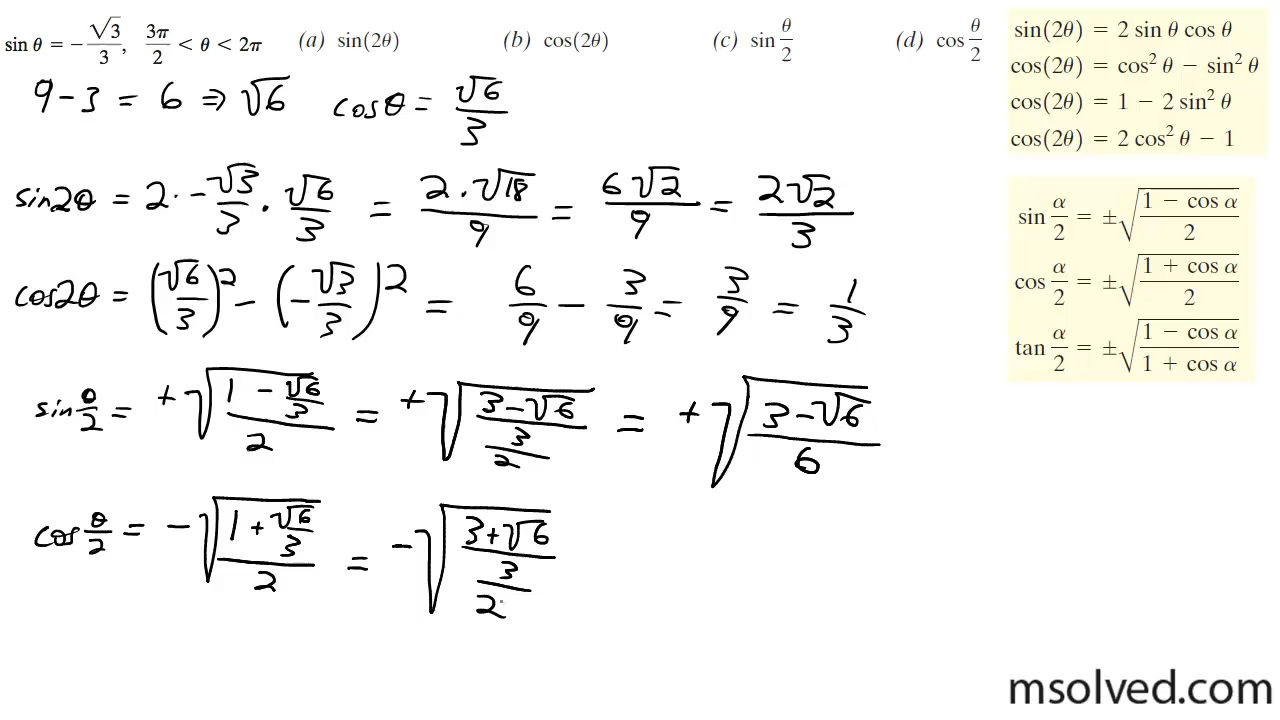 sin θ = −√3/3, 3π/2 < θ < 2π (a) sin(2θ) (b) cos(2θ) (c) sin θ/2 (d) cos θ/2
9 − 3 = 6 ⇒ √6 cosθ = √6/3
sin2θ = 2 · −√3/3 · √6/3 = 2 · √18/9 = 6√2/9 = 2√2/3
cos2θ = (√6/3)² − (−√3/3)² = 6/9 − 3/9 = 3/9 = 1/3
sin θ/2 = +√((1 − √6/3)/2) = +√(((3 − √6)/3)/2) = +√((3 − √6)/6)
cos θ/2 = −√((1 + √6/3)/2) = −√(((3 + √6)/3)/2)
sin(2θ) = 2 sin θ cos θ
cos(2θ) = cos² θ − sin² θ
cos(2θ) = 1 − 2 sin² θ
cos(2θ) = 2 cos² θ − 1
sin α/2 = ±√((1 − cos α)/2)
cos α/2 = ±√((1 + cos α)/2)
tan α/2 = ±√((1 − cos α)/(1 + cos α))
msolved.com